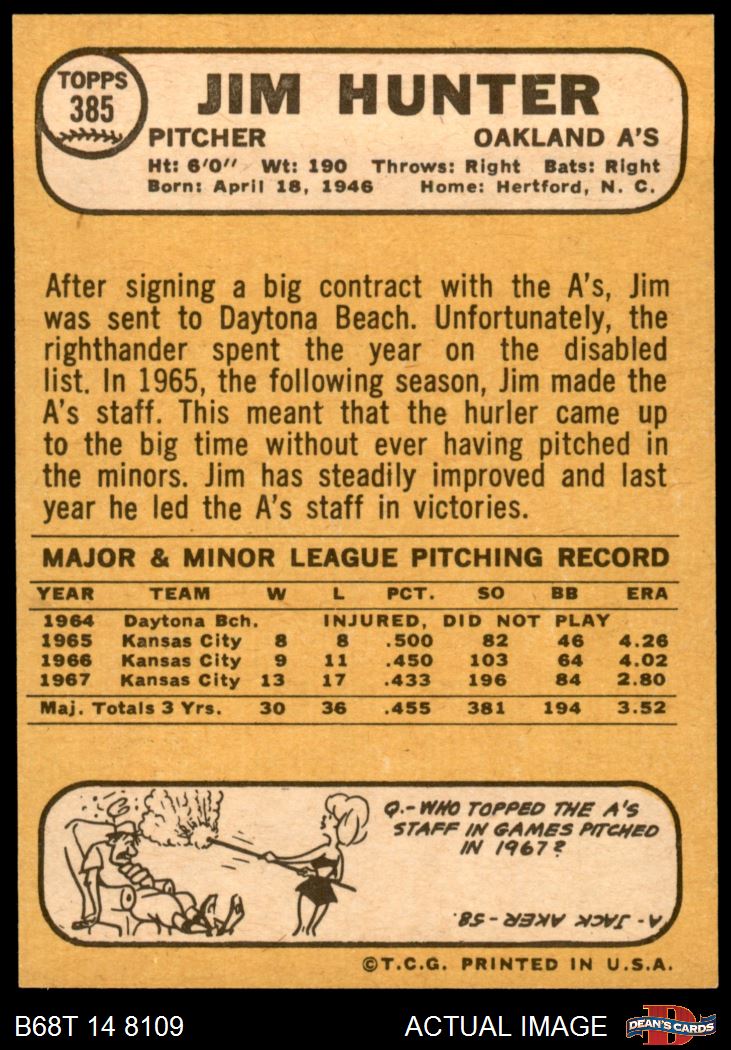 TOPPS
385
JIM HUNTER
PITCHER OAKLAND A'S
Ht: 6'0" Wt: 190 Throws: Right Bats: Right
Born: April 18, 1946 Home: Hertford, N. C.
After signing a big contract with the A's, Jim
was sent to Daytona Beach. Unfortunately, the
righthander spent the year on the disabled
list. In 1965, the following season, Jim made the
A's staff. This meant that the hurler came up
to the big time without ever having pitched in
the minors. Jim has steadily improved and last
year he led the A's staff in victories.
MAJOR & MINOR LEAGUE PITCHING RECORD
YEAR TEAM W L PCT. SO BB ERA
1964 Daytona Bch. INJURED, DID NOT PLAY
1965 Kansas City 8 8 .500 82 46 4.26
1966 Kansas City 9 11 .450 103 64 4.02
1967 Kansas City 13 17 .433 196 84 2.80
Maj. Totals 3 Yrs. 30 36 .455 381 194 3.52
Q.-WHO TOPPED THE A'S
STAFF IN GAMES PITCHED
IN 1967?
A-JACK AKER-58.
©T.C.G. PRINTED IN U.S.A.
B68T 14 8109 ACTUAL IMAGE
D
DEAN'S CARDS